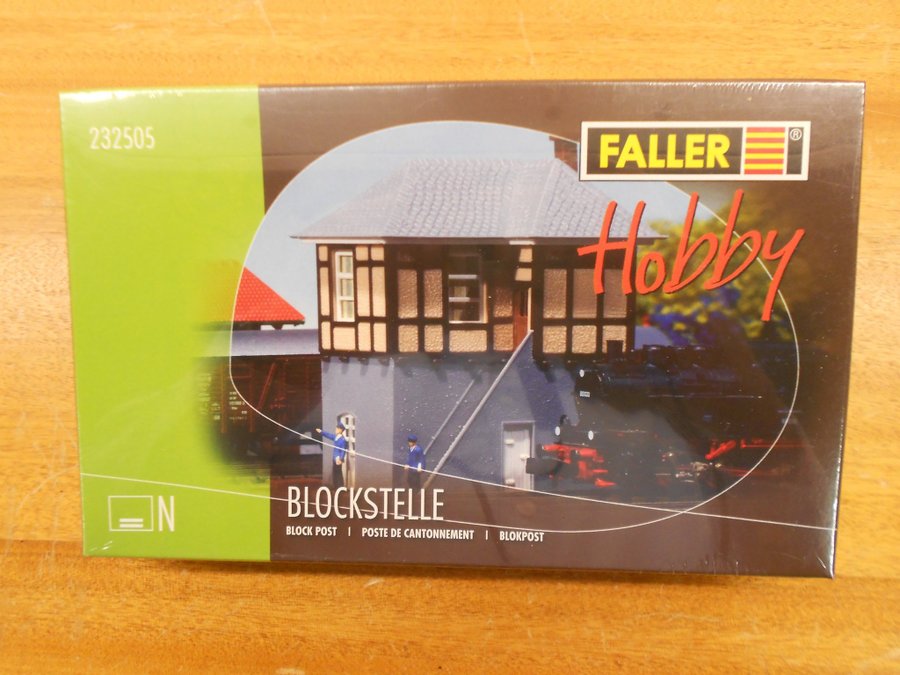 232505
FALLER ®
Hobby
N
BLOCKSTELLE
BLOCK POST | POSTE DE CANTONNEMENT | BLOKPOST